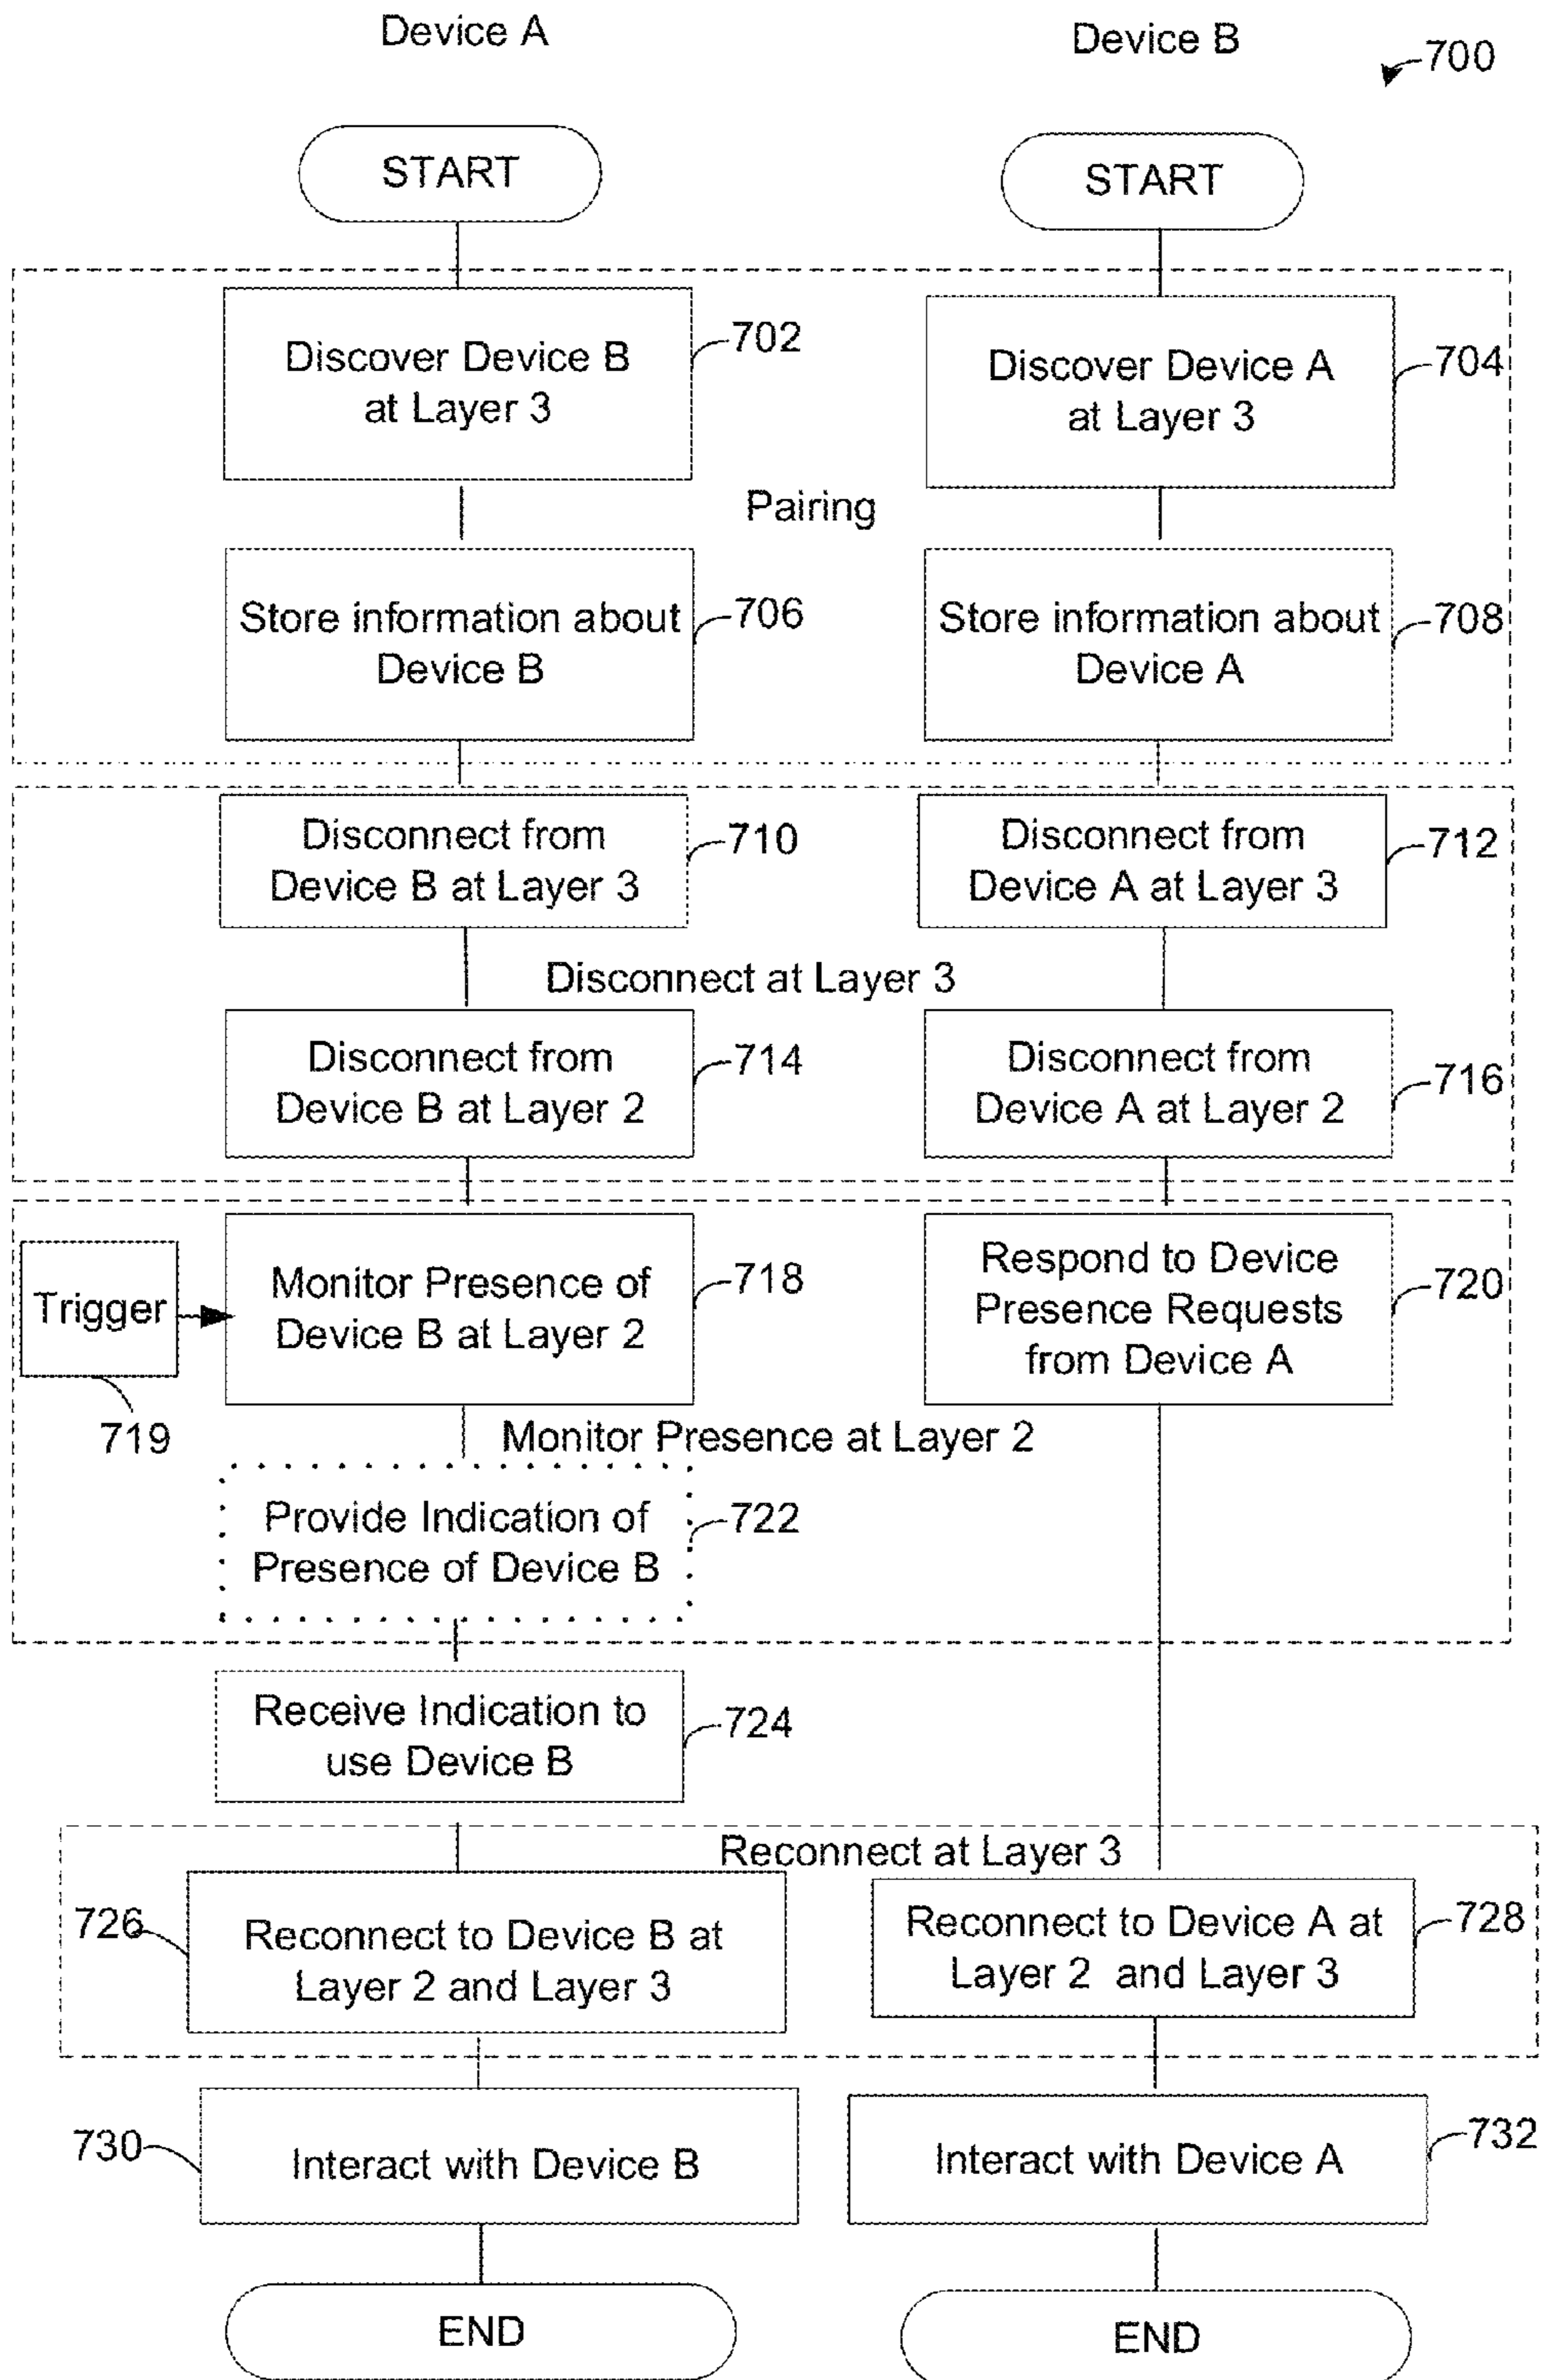 Device A
Device B
700
START
START
Discover Device B
at Layer 3
702
Discover Device A
at Layer 3
704
Pairing
Store information about
Device B
706
Store information about
Device A
708
Disconnect from
Device B at Layer 3
710
Disconnect from
Device A at Layer 3
712
Disconnect at Layer 3
Disconnect from
Device B at Layer 2
714
Disconnect from
Device A at Layer 2
716
Trigger
719
Monitor Presence of
Device B at Layer 2
718
Respond to Device
Presence Requests
from Device A
720
Monitor Presence at Layer 2
Provide Indication of
Presence of Device B
722
Receive Indication to
use Device B
724
Reconnect at Layer 3
726
Reconnect to Device B at
Layer 2 and Layer 3
Reconnect to Device A at
Layer 2 and Layer 3
728
730
Interact with Device B
Interact with Device A
732
END
END